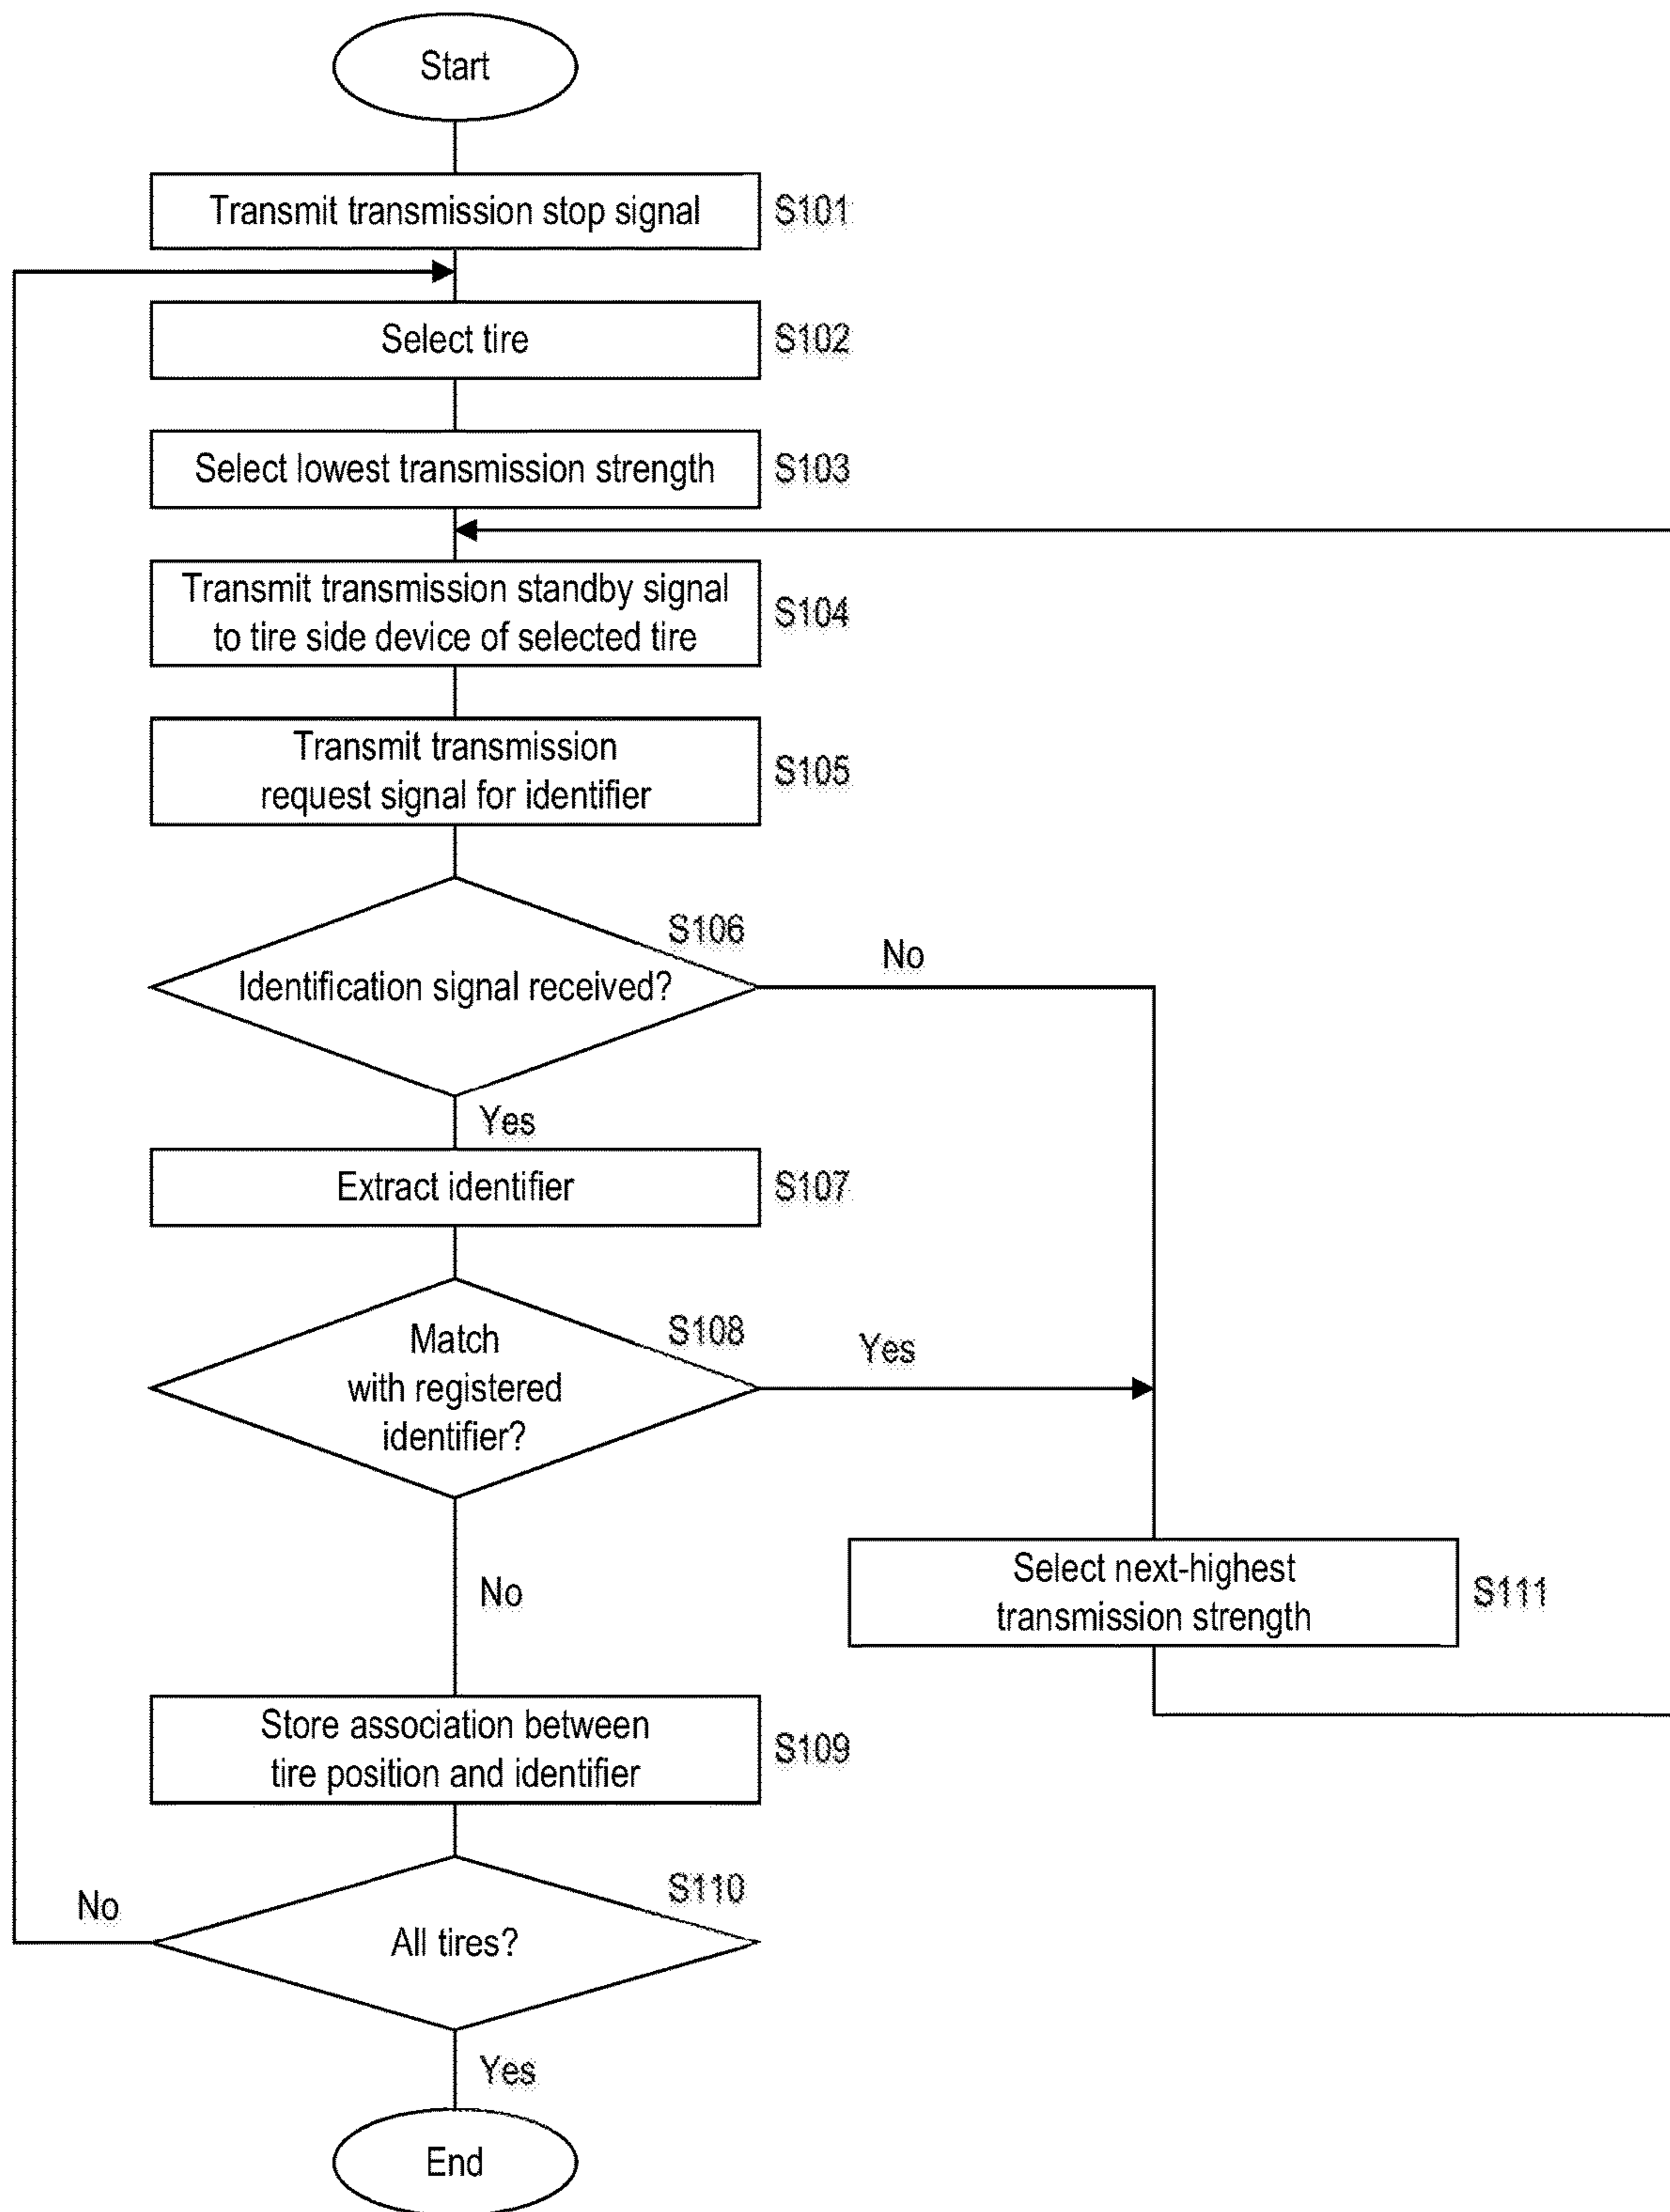 Start
Transmit transmission stop signal
S101
Select tire
S102
Select lowest transmission strength
S103
Transmit transmission standby signal
to tire side device of selected tire
S104
Transmit transmission
request signal for identifier
S105
S106
Identification signal received?
No
Yes
Extract identifier
S107
S108
Match
with registered
identifier?
Yes
No
Select next-highest
transmission strength
S111
Store association between
tire position and identifier
S109
S110
All tires?
No
Yes
End